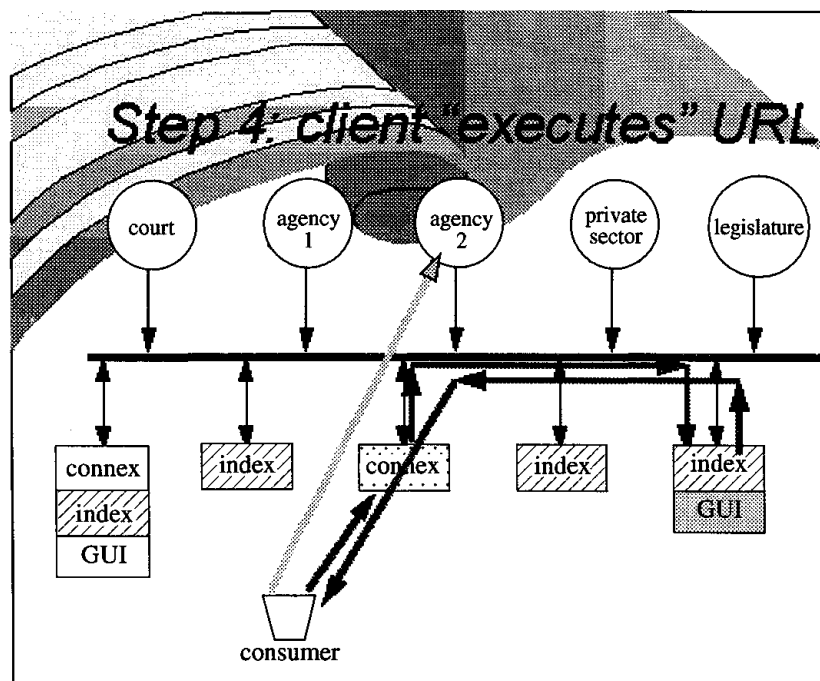 Step 4: client "executes" URL
court
agency
1
agency
2
private
sector
legislature
connex
index
GUI
index
connex
index
index
GUI
consumer